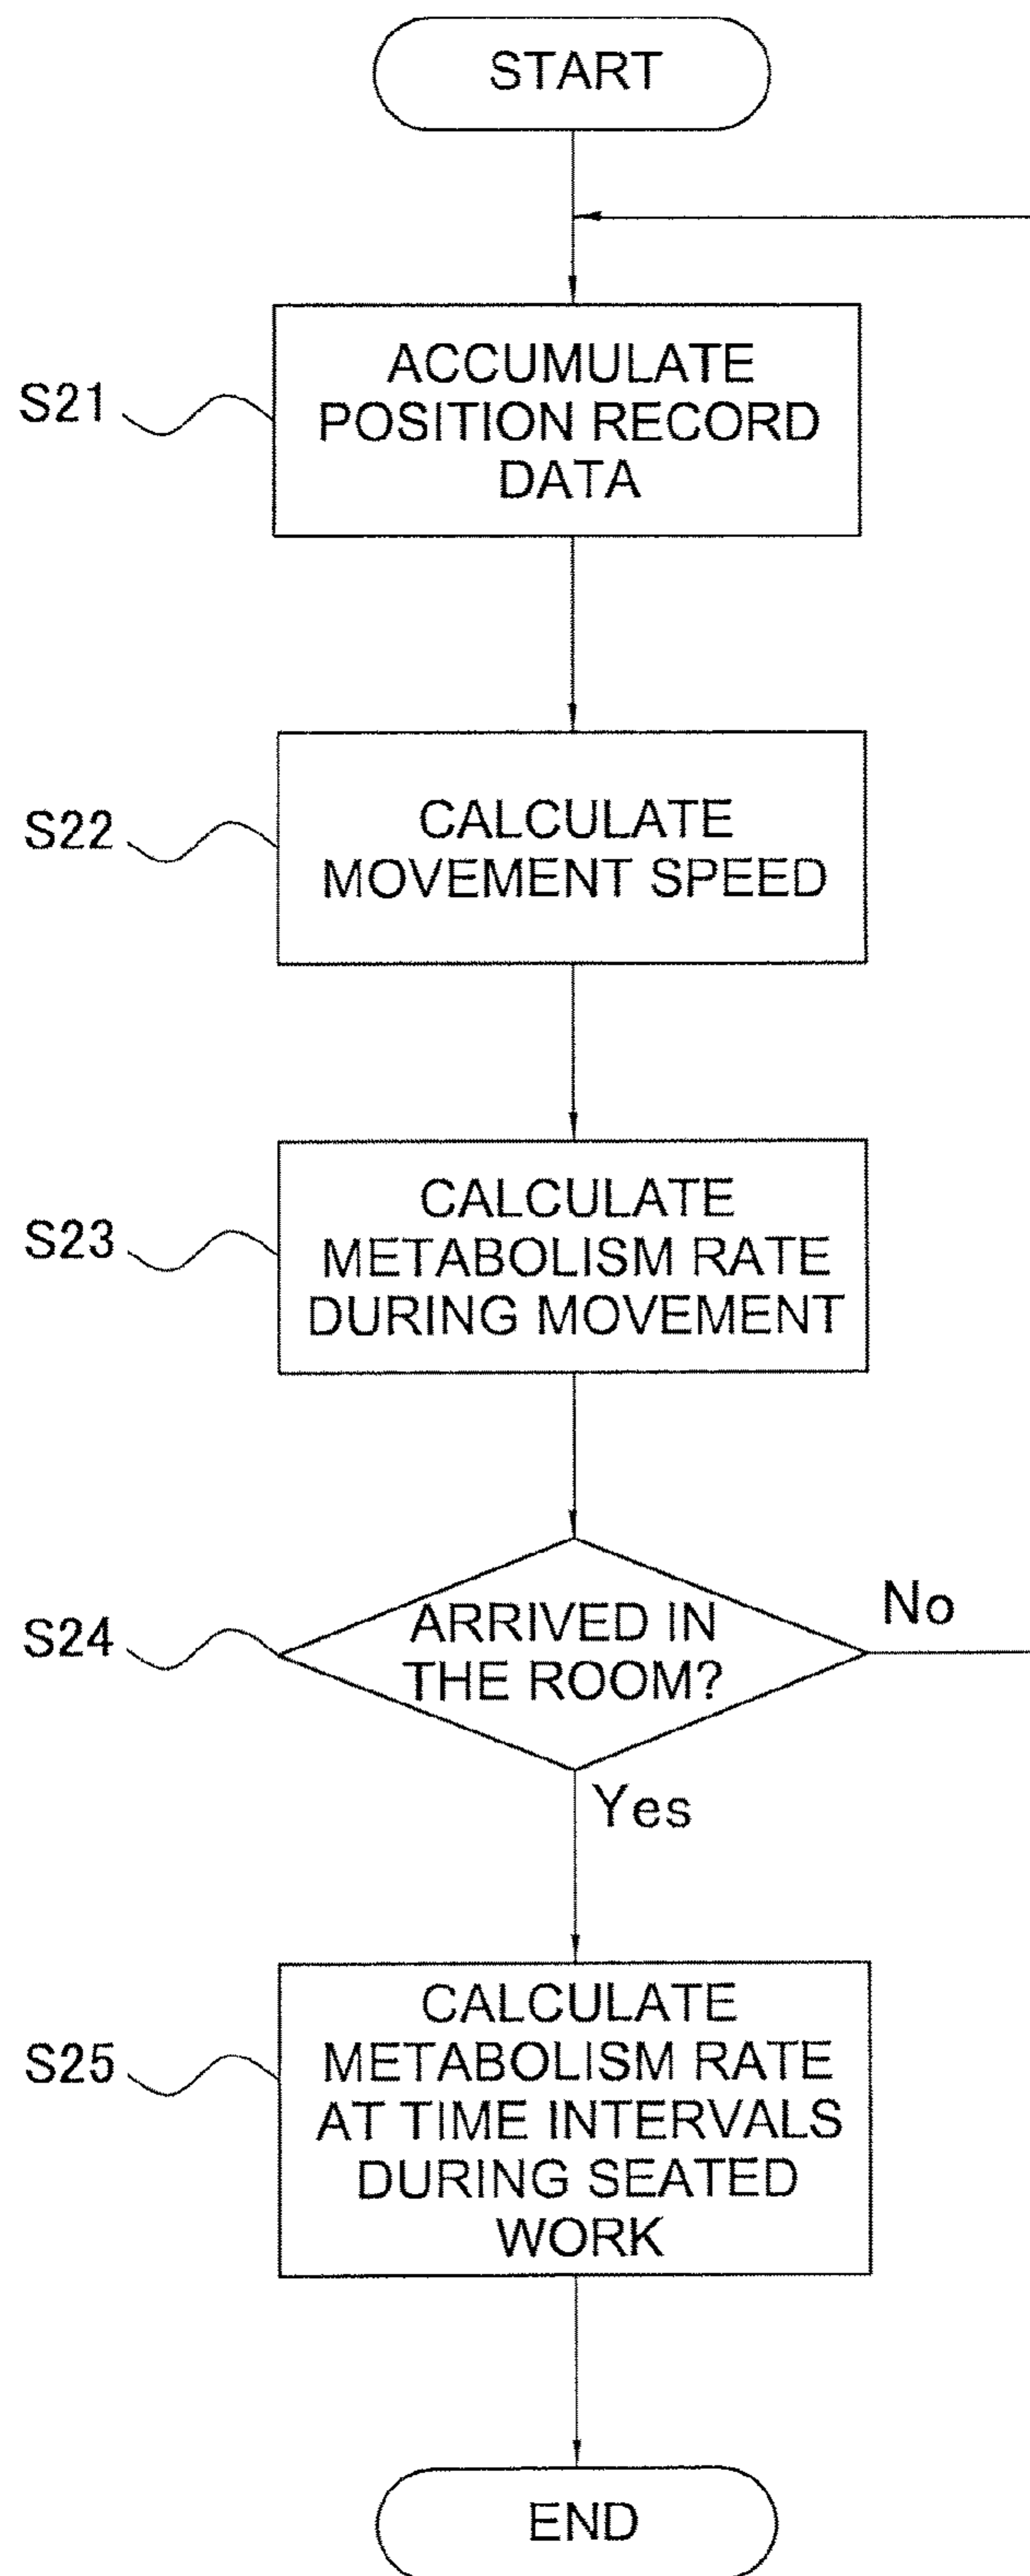 START
S21
ACCUMULATE
POSITION RECORD
DATA
S22
CALCULATE
MOVEMENT SPEED
S23
CALCULATE
METABOLISM RATE
DURING MOVEMENT
S24
ARRIVED IN
THE ROOM?
No
Yes
S25
CALCULATE
METABOLISM RATE
AT TIME INTERVALS
DURING SEATED
WORK
END